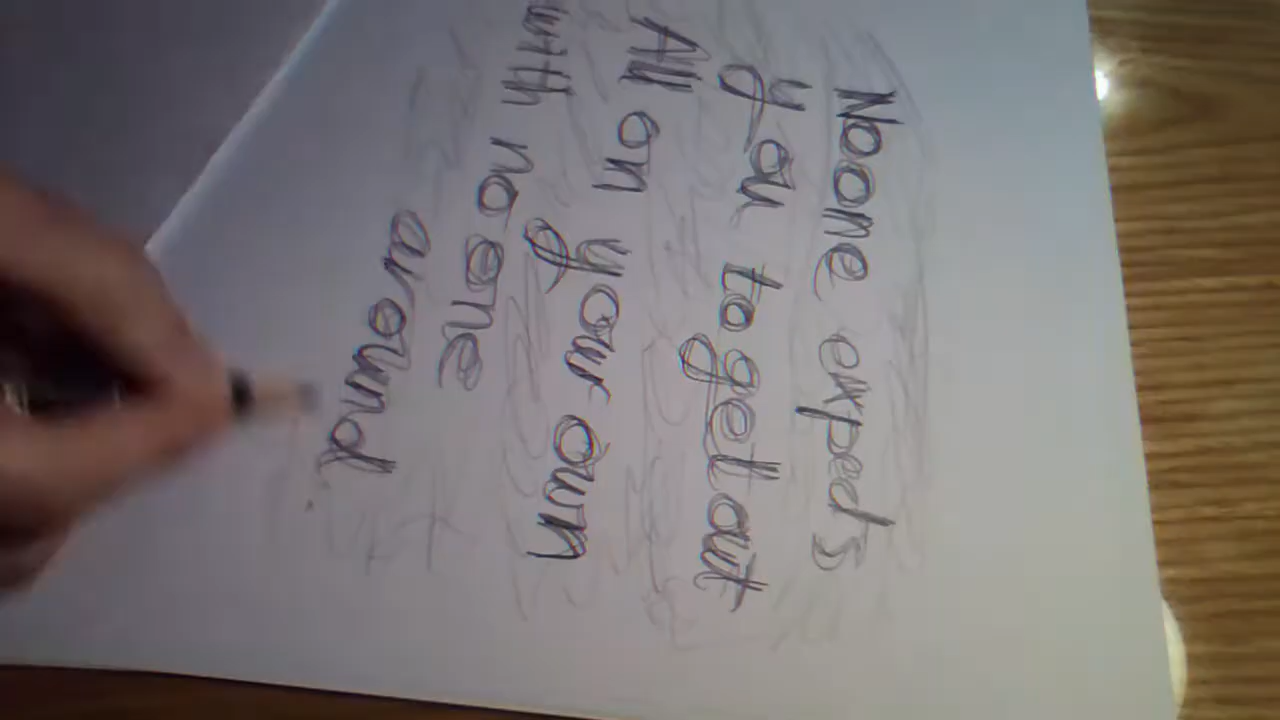 Noone expects
you to get out
All on your own
with no one
around